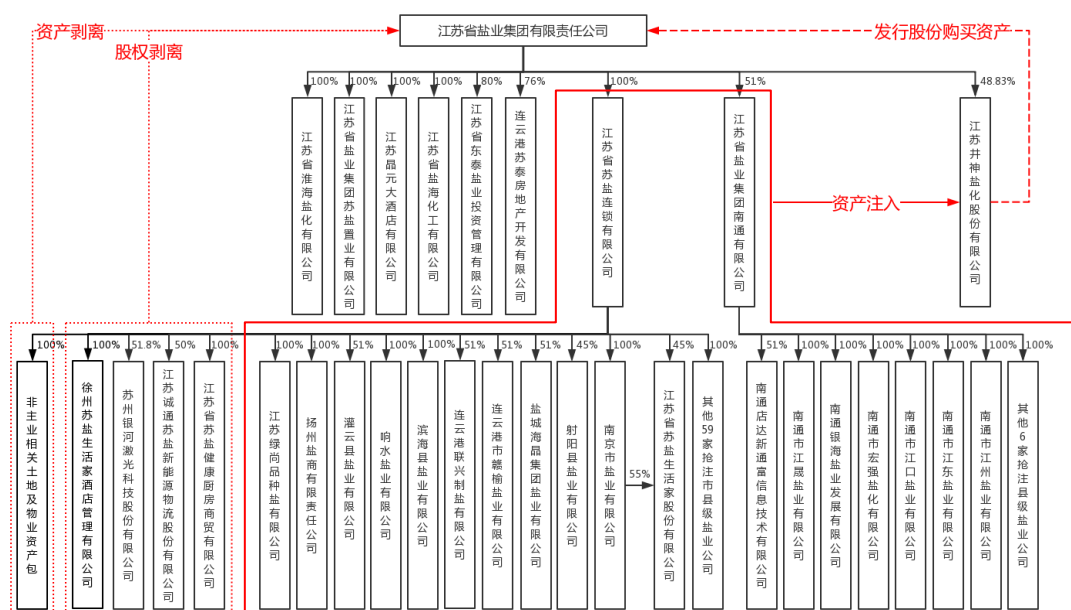 资产剥离
江苏省盐业集团有限责任公司
发行股份购买资产
股权剥离
100%
100%
100%
100%
80%
76%
100%
51%
48.83%
江苏省淮海盐化有限公司
江苏省盐业集团苏盐置业有限公司
江苏晶元大酒店有限公司
江苏省盐海化工有限公司
江苏省东泰盐业投资管理有限公司
连云港苏泰房地产开发有限公司
江苏省苏盐连锁有限公司
江苏省盐业集团南通有限公司
江苏井神盐化股份有限公司
资产注入
100%
100%
51.8%
50%
100%
100%
100%
51%
100%
100%
51%
51%
51%
45%
100%
45%
100%
51%
100%
100%
100%
100%
100%
100%
100%
非主业相关土地及物业资产包
徐州苏盐生活家酒店管理有限公司
苏州银河激光科技股份有限公司
江苏诚通苏盐新能源物流股份有限公司
江苏省苏盐健康厨房商贸有限公司
江苏绿尚品种盐有限公司
扬州盐商有限责任公司
灌云县盐业有限公司
响水盐业有限公司
滨海县盐业有限公司
连云港联兴制盐有限公司
连云港市赣榆盐业有限公司
盐城海晶集团盐业有限公司
射阳县盐业有限公司
南京市盐业有限公司
55%
江苏省苏盐生活家股份有限公司
其他59家抢注市县级盐业公司
南通店达新通富信息技术有限公司
南通市江晟盐业有限公司
南通银海盐业发展有限公司
南通市宏强盐化有限公司
南通市江口盐业有限公司
南通市江东盐业有限公司
南通市江州盐业有限公司
其他6家抢注县级盐业公司